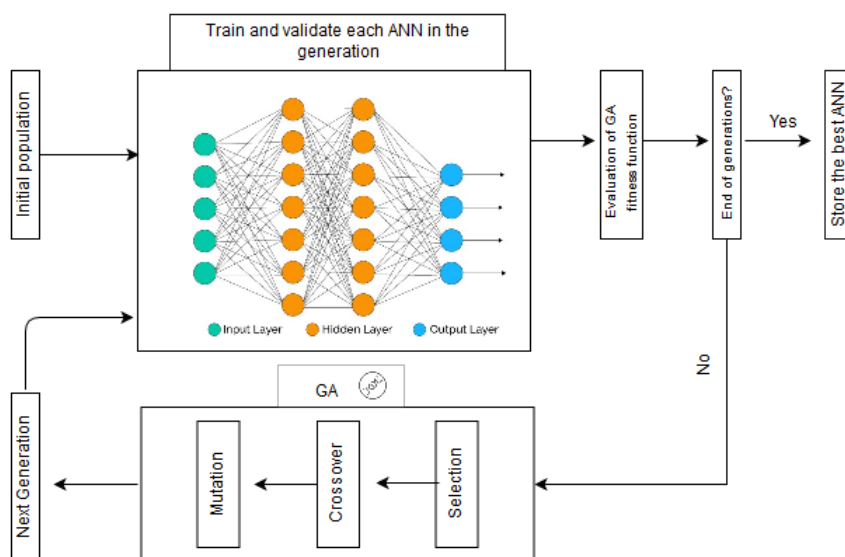 Train and validate each ANN in the
generation
Initial population
Input Layer
Hidden Layer
Output Layer
Evaluation of GA
fitness function
End of generations?
Yes
Store the best ANN
No
GA
Selection
Crossover
Mutation
Next Generation